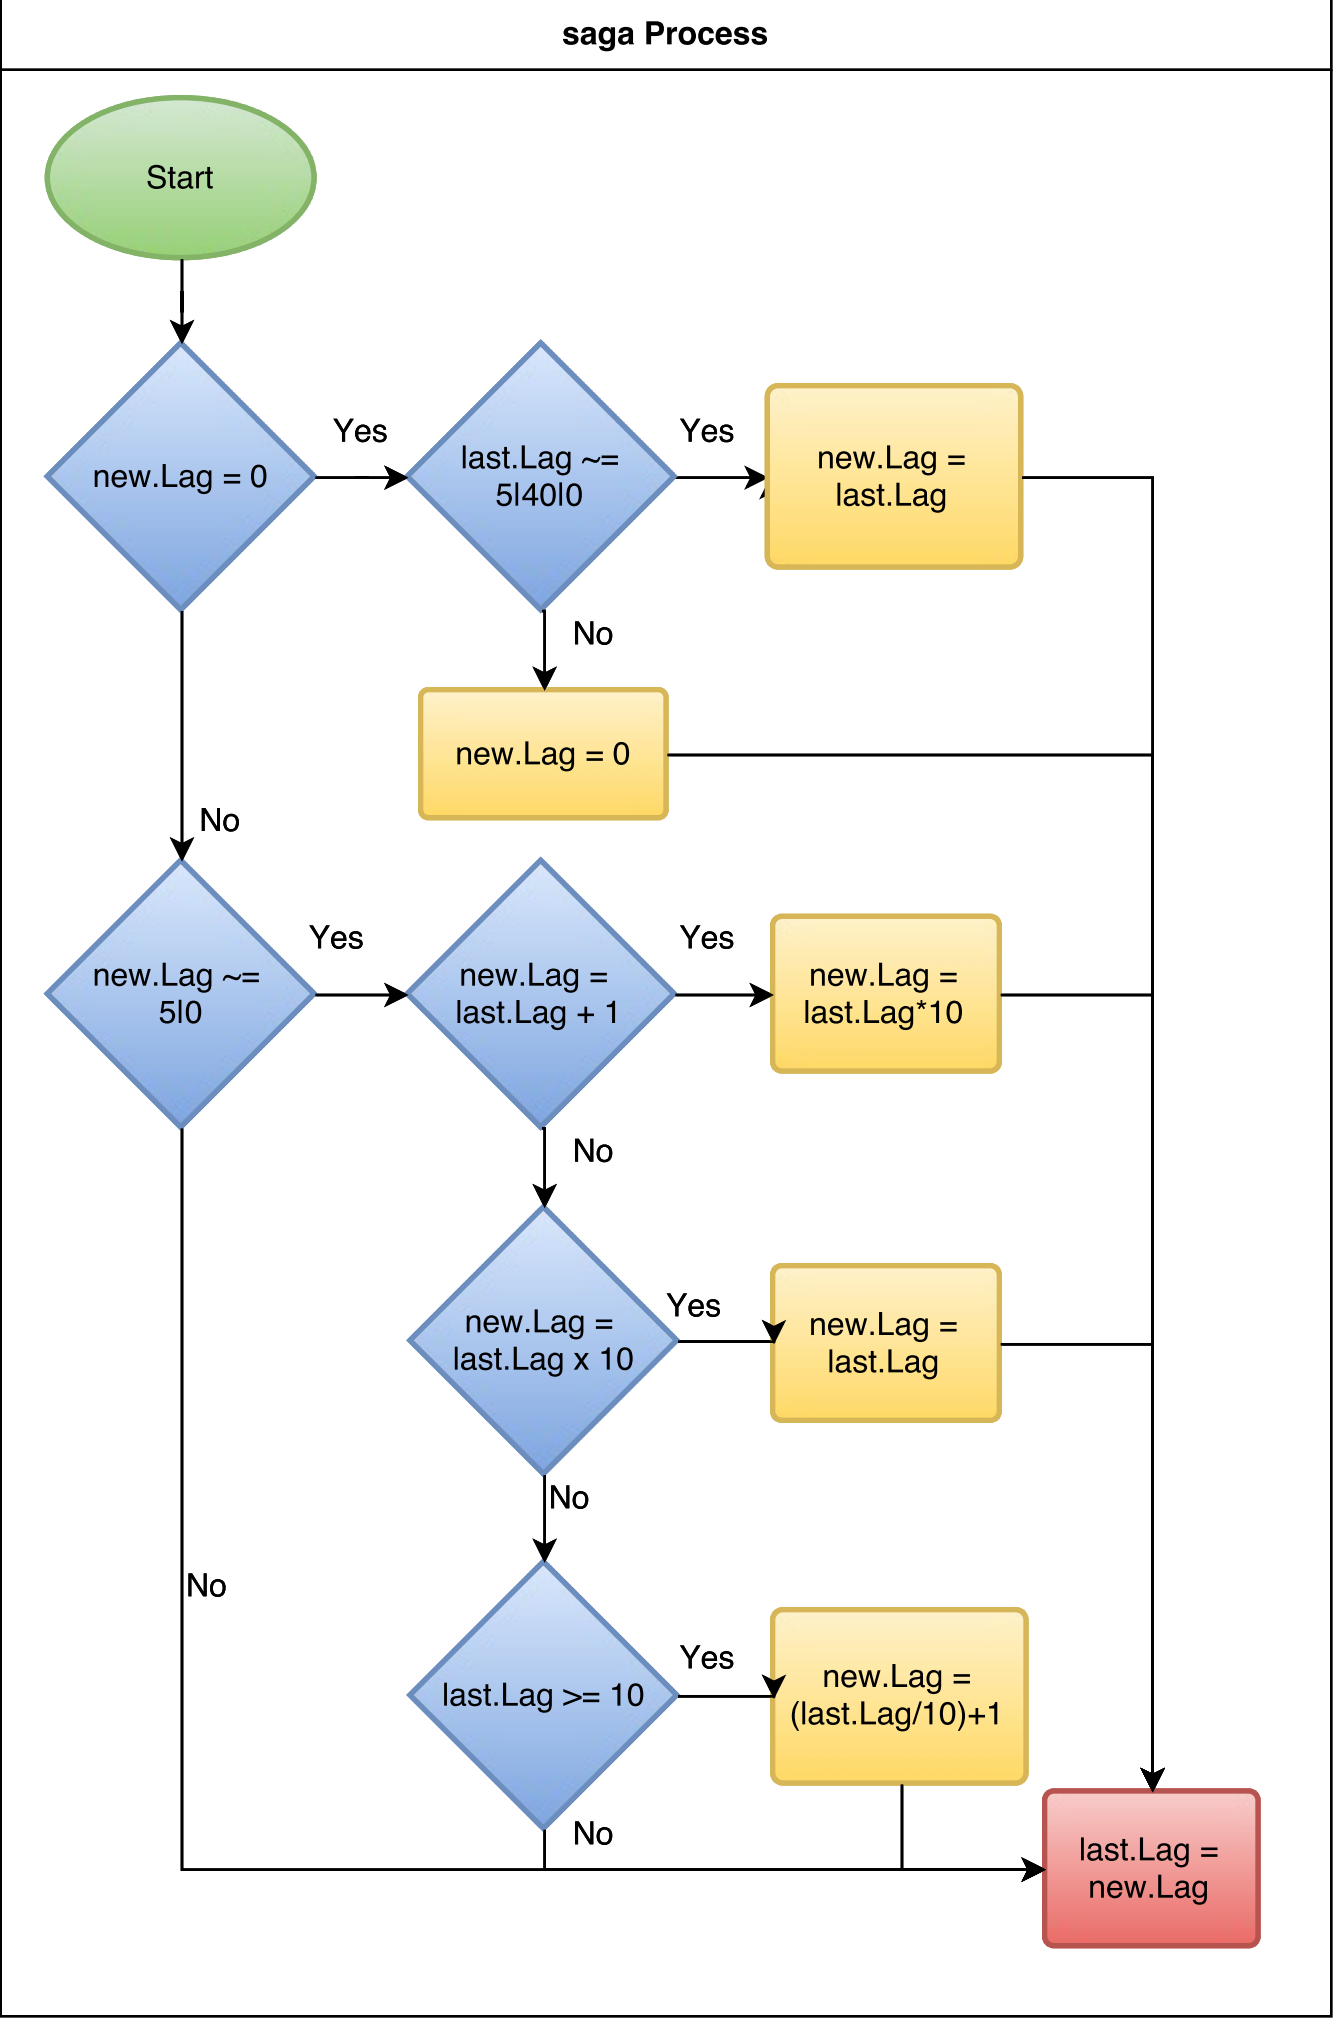 saga Process
Start
new.Lag = 0
Yes
last.Lag ~=
5|40|0
Yes
new.Lag =
last.Lag
No
new.Lag = 0
No
new.Lag ~=
5|0
Yes
new.Lag =
last.Lag + 1
Yes
new.Lag =
last.Lag*10
No
new.Lag =
last.Lag x 10
Yes
new.Lag =
last.Lag
No
No
last.Lag >= 10
Yes
new.Lag =
(last.Lag/10)+1
No
last.Lag =
new.Lag